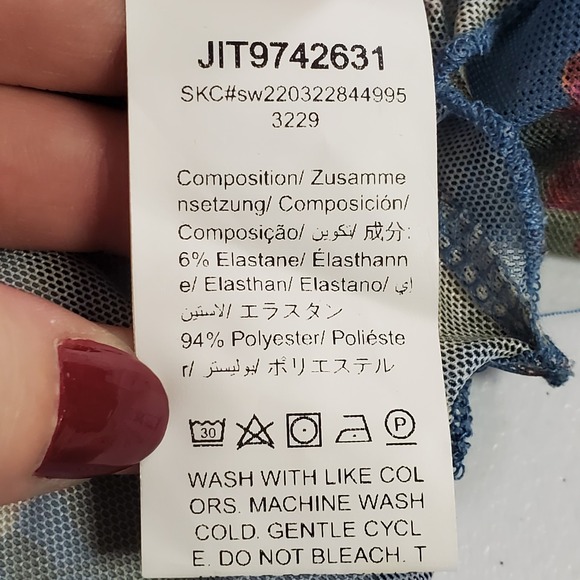 JIT9742631
SKC#sw220322844995
3229
Composition/ Zusamme
nsetzung/ Composición/
Composição/ تكوين/ 成分:
6% Elastane/ Élasthann
e/ Elasthan/ Elastano/ إي
لاستين/ エラスタン
94% Polyester/ Poliéste
r/ بوليستر/ ポリエステル
30
P
WASH WITH LIKE COL
ORS. MACHINE WASH
COLD. GENTLE CYCL
E. DO NOT BLEACH. T